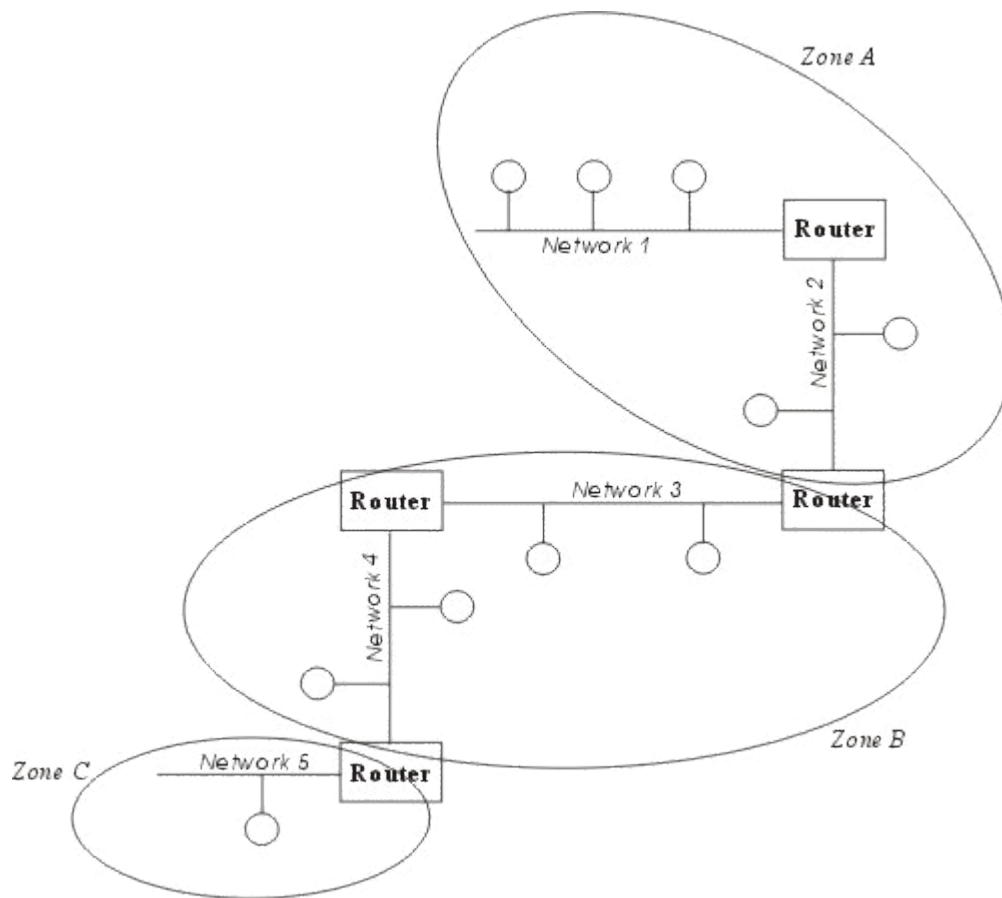 Zone A
Router
Network 1
Network 2
Router
Network 3
Router
Network 4
Zone B
Zone C
Network 5
Router